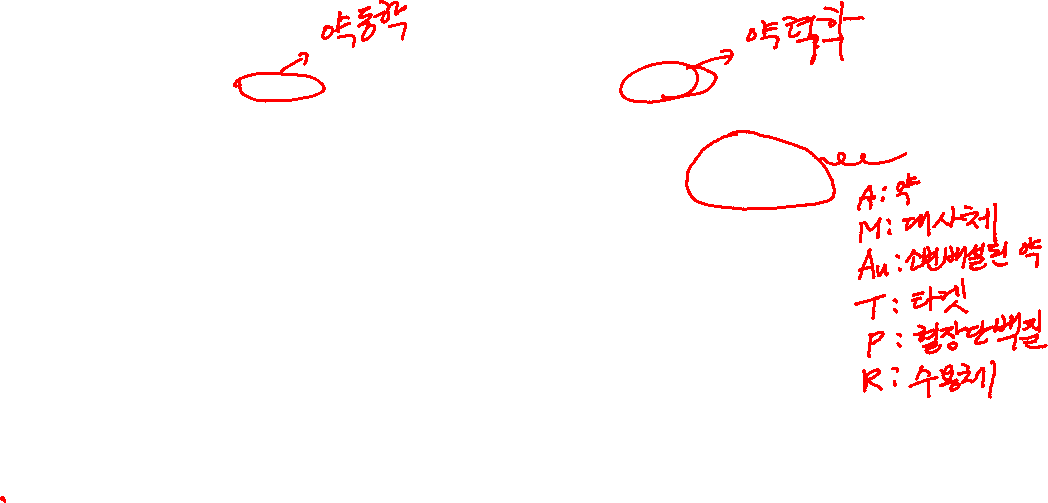 약동학
약력학
A: 약
M: 대사체
Au: 소변배설된 약
T: 타겟
P: 혈장단백질
R: 수용체